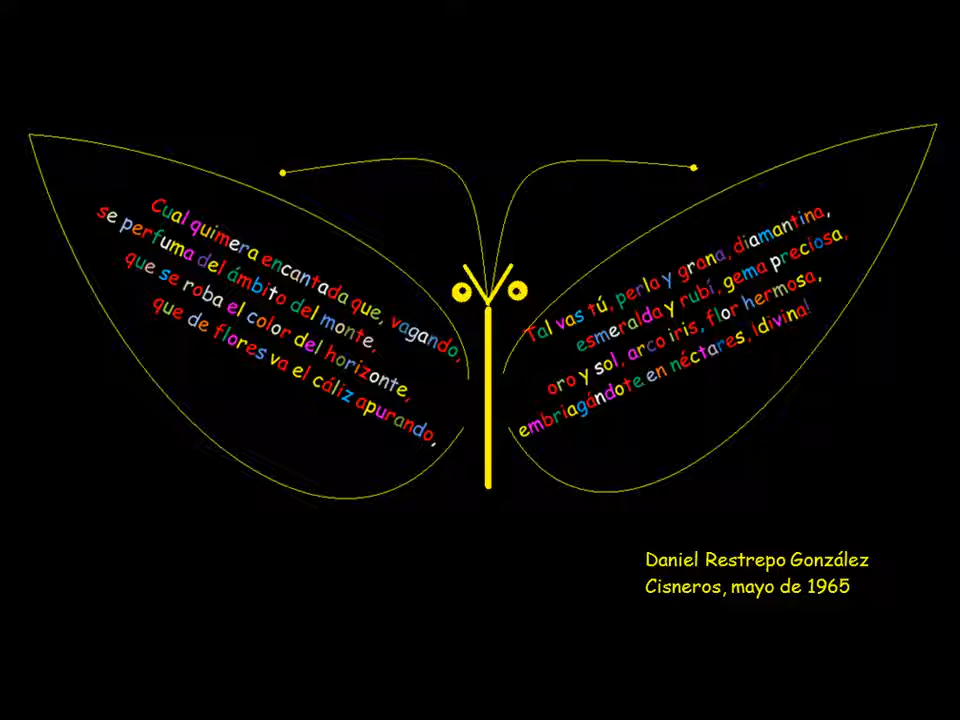 Cual quimera encantada que, vagando,
se perfuma del ámbito del monte,
que se roba el color del horizonte,
que de flores va el cáliz apurando,
Tal vas tú, perla y grana, diamantina,
esmeralda y rubí, gema preciosa,
oro y sol, arco iris, flor hermosa,
embriagándote en néctares, ¡divina!
Daniel Restrepo González
Cisneros, mayo de 1965